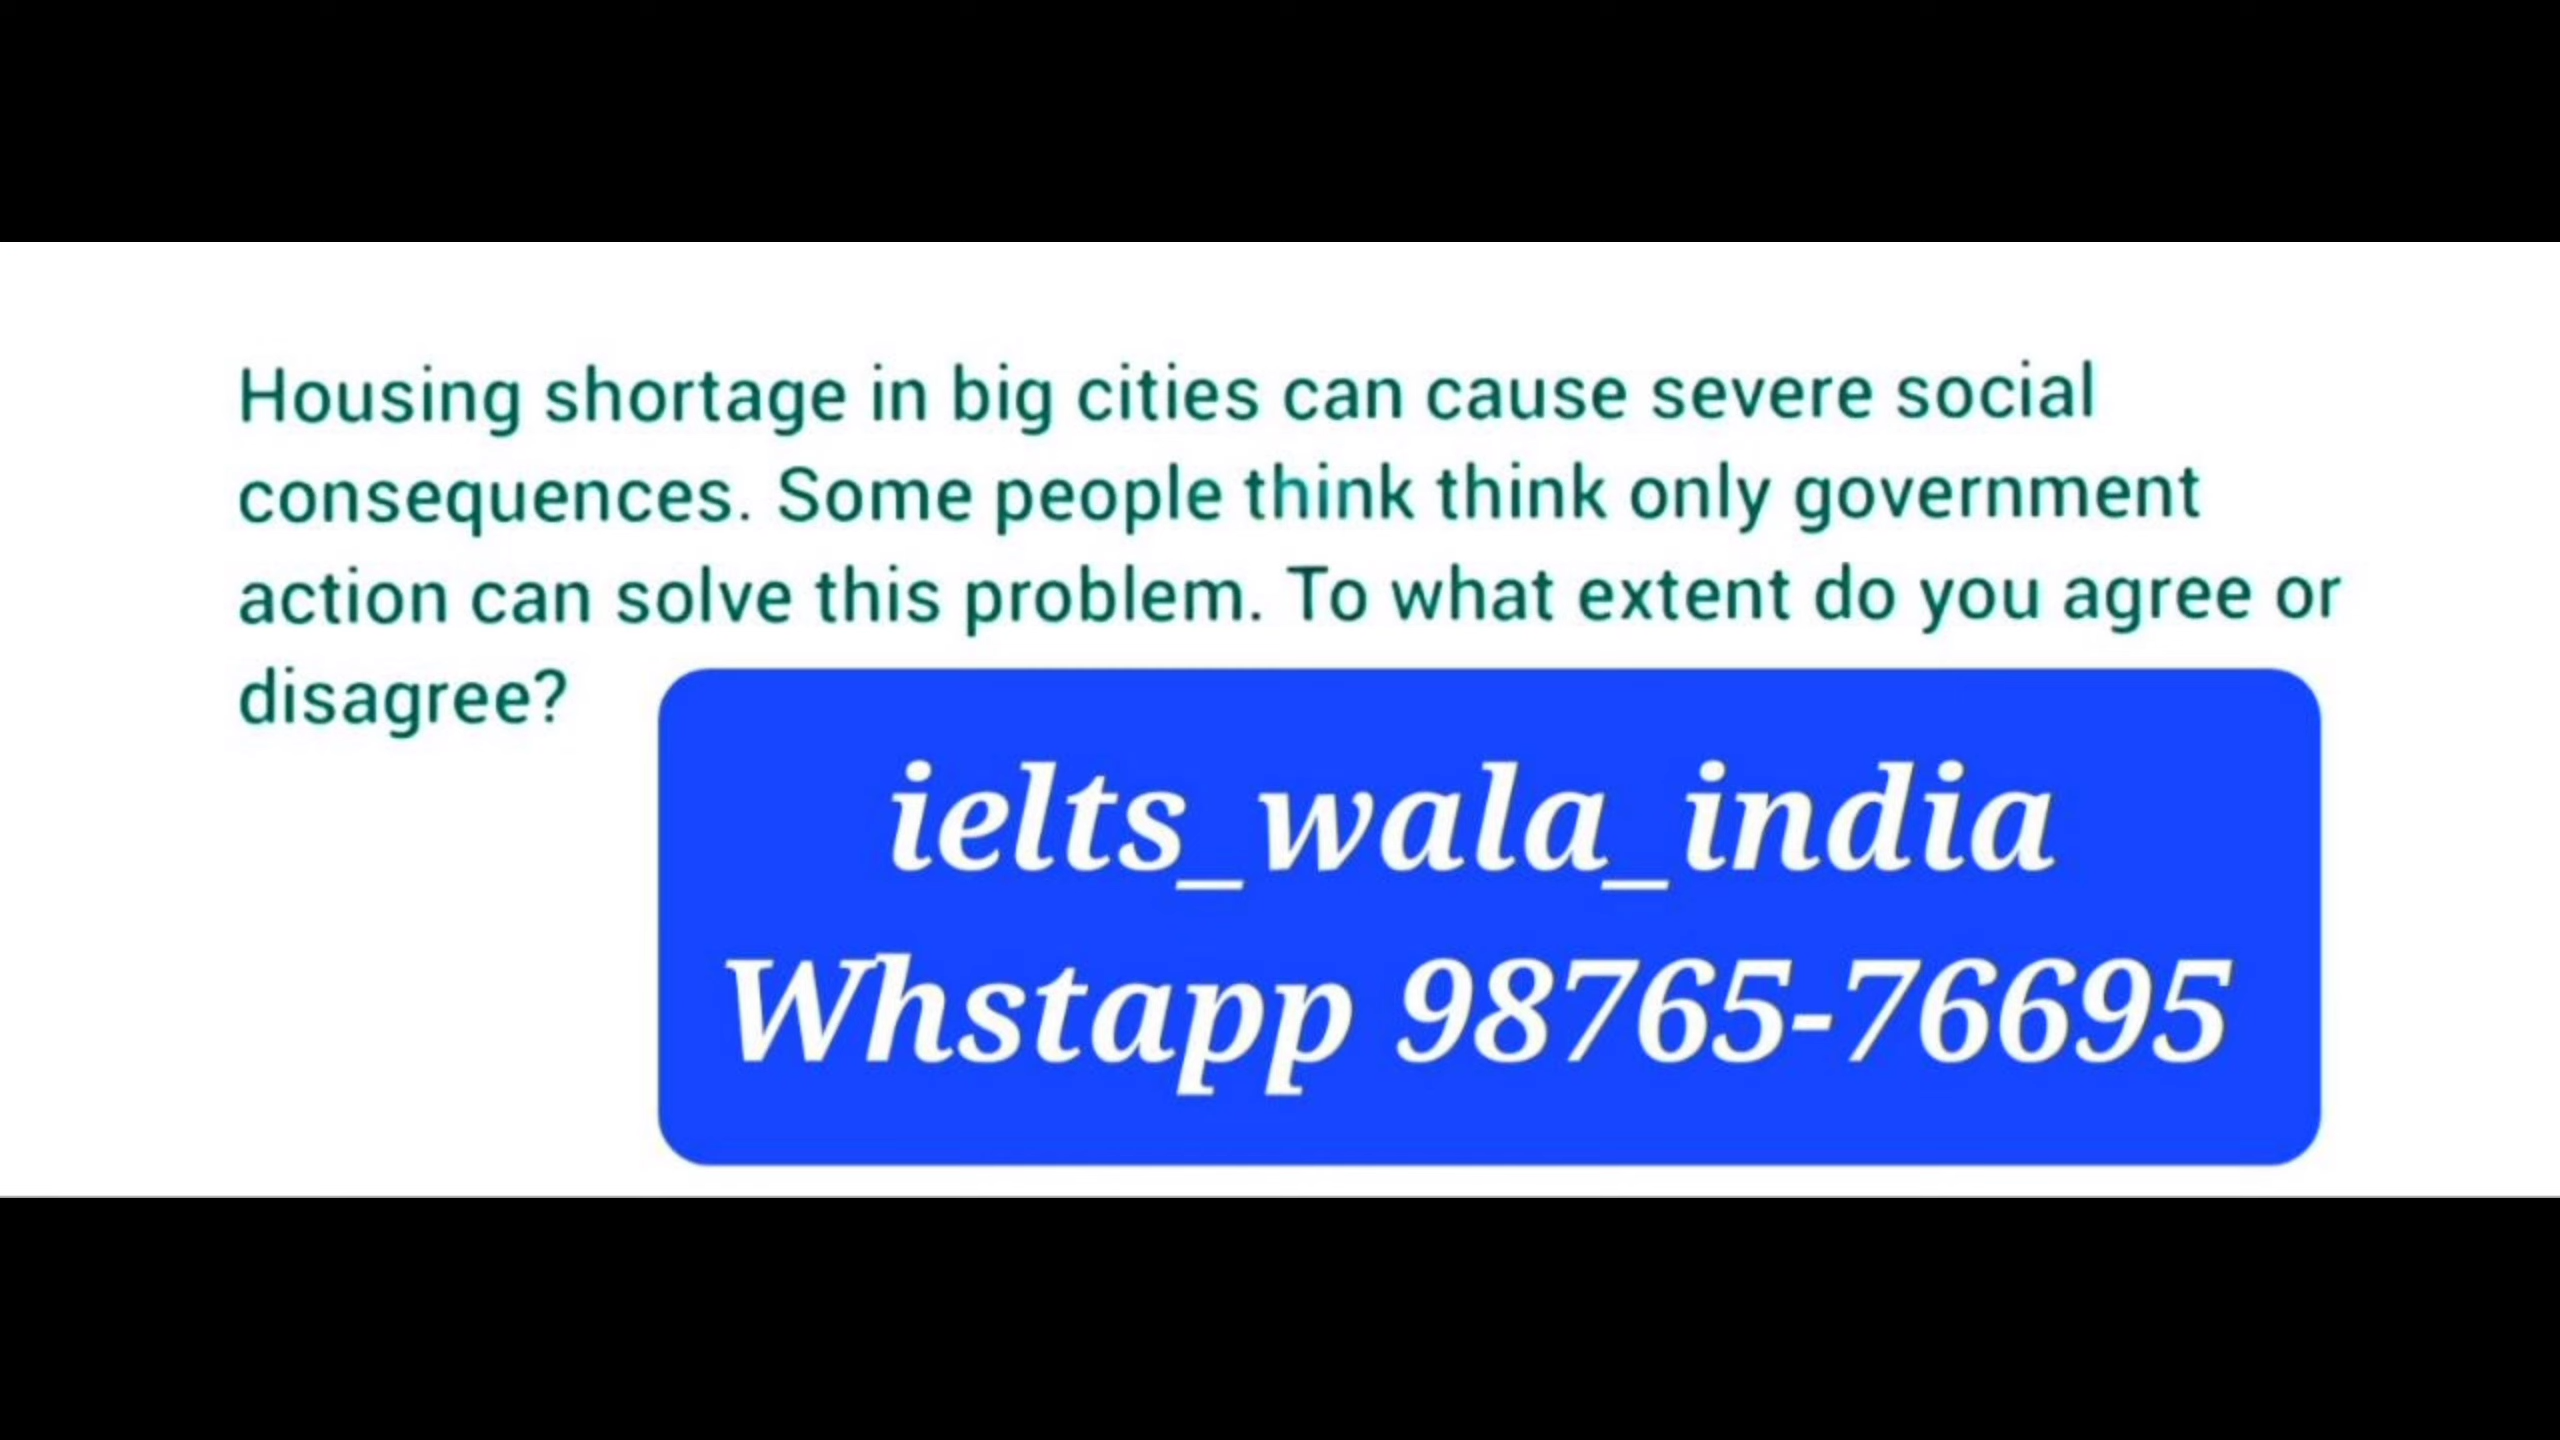 Housing shortage in big cities can cause severe social
consequences. Some people think think only government
action can solve this problem. To what extent do you agree or
disagree?
ielts_wala_india
Whstapp 98765-76695